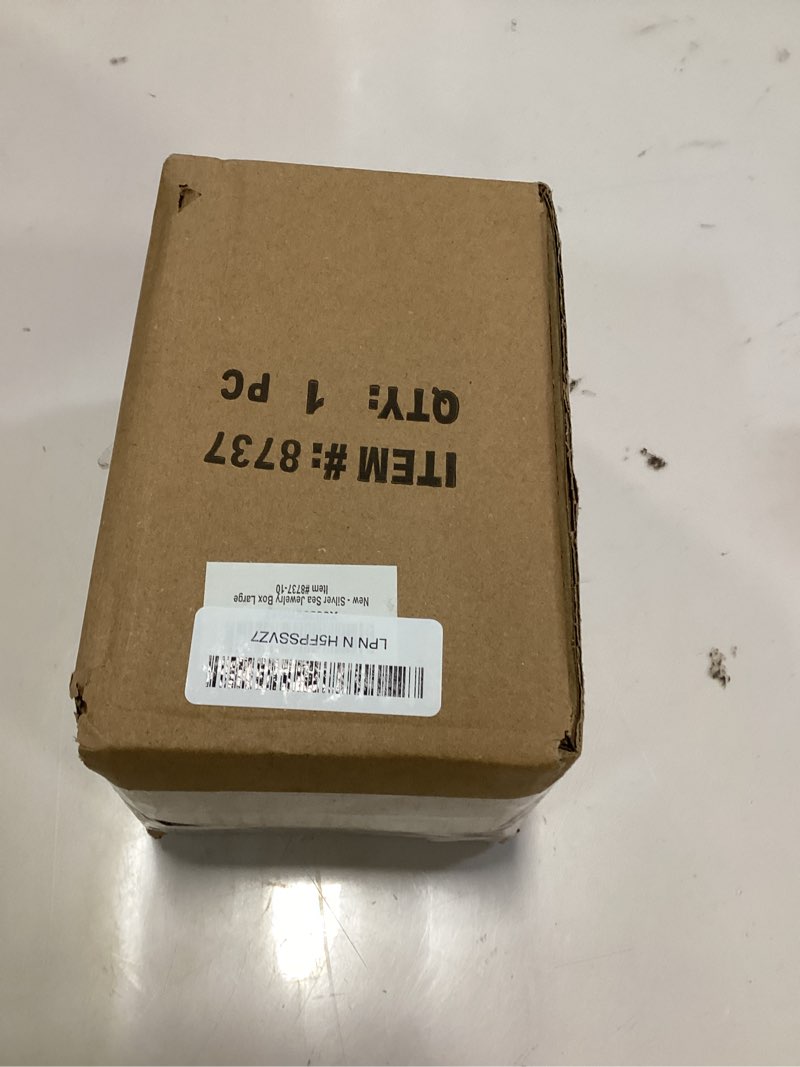 ITEM #: 8737
QTY: 1 PC
LPN N H5FPSSVZ7
New - Silver Sea Jewelry Box Large
Item #8737-10